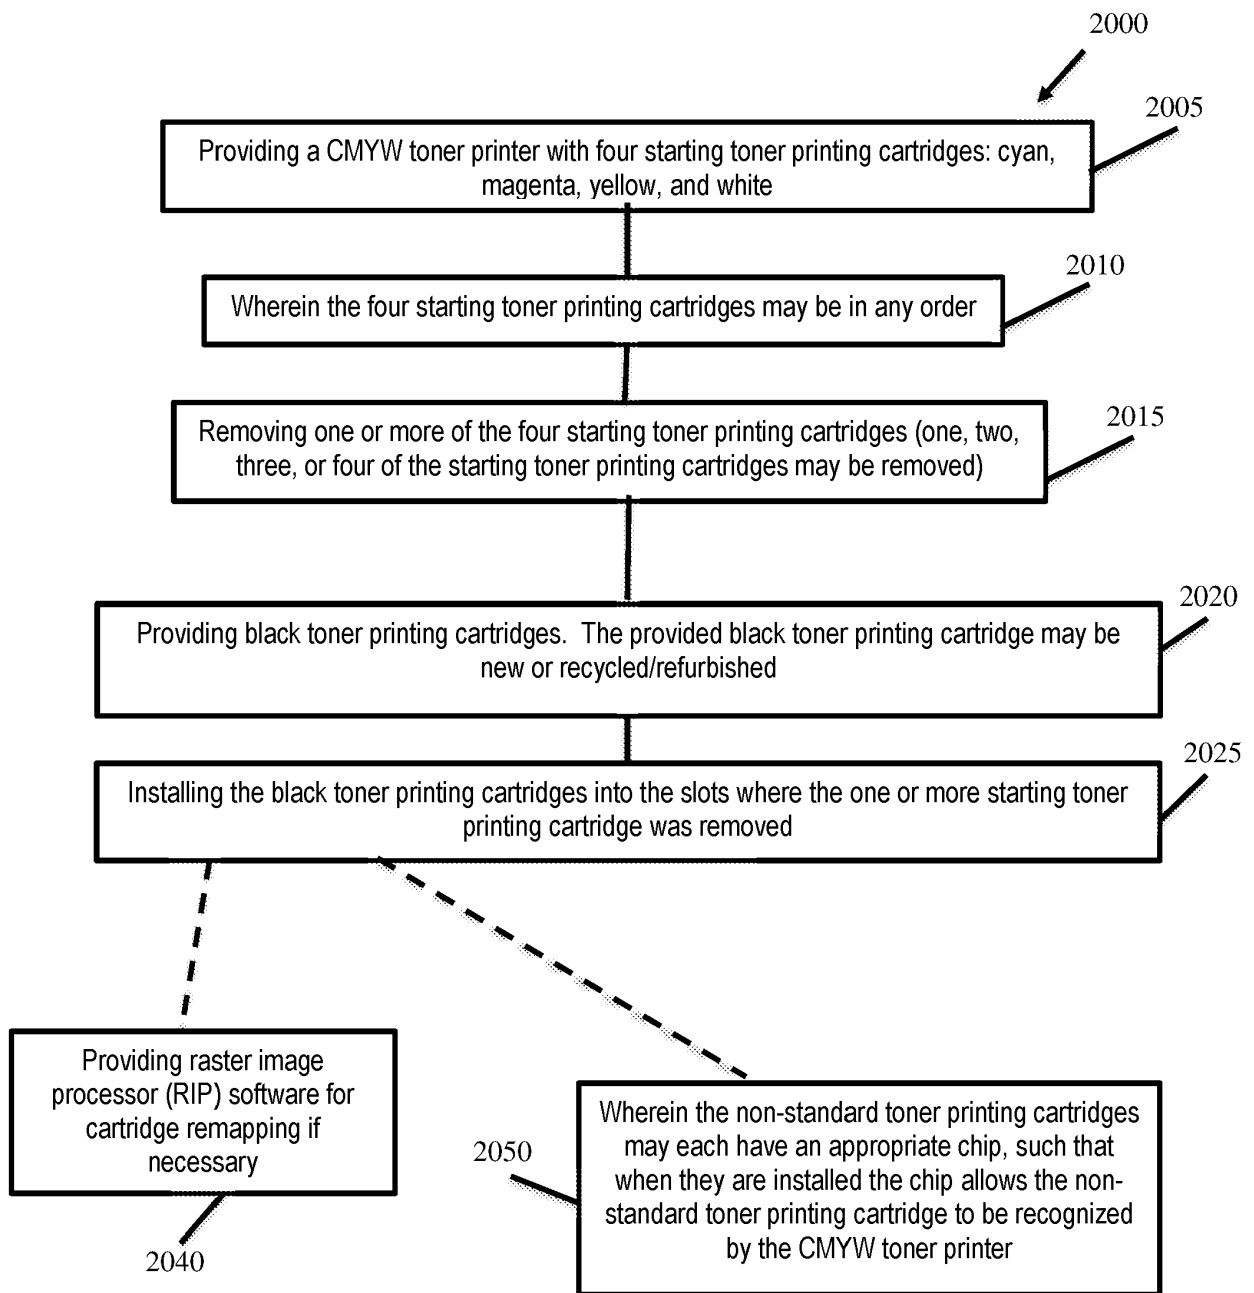 2000
2005
Providing a CMYW toner printer with four starting toner printing cartridges: cyan,
magenta, yellow, and white
2010
Wherein the four starting toner printing cartridges may be in any order
2015
Removing one or more of the four starting toner printing cartridges (one, two,
three, or four of the starting toner printing cartridges may be removed)
2020
Providing black toner printing cartridges. The provided black toner printing cartridge may be
new or recycled/refurbished
2025
Installing the black toner printing cartridges into the slots where the one or more starting toner
printing cartridge was removed
Providing raster image
processor (RIP) software for
cartridge remapping if
necessary
2040
2050
Wherein the non-standard toner printing cartridges
may each have an appropriate chip, such that
when they are installed the chip allows the non-
standard toner printing cartridge to be recognized
by the CMYW toner printer